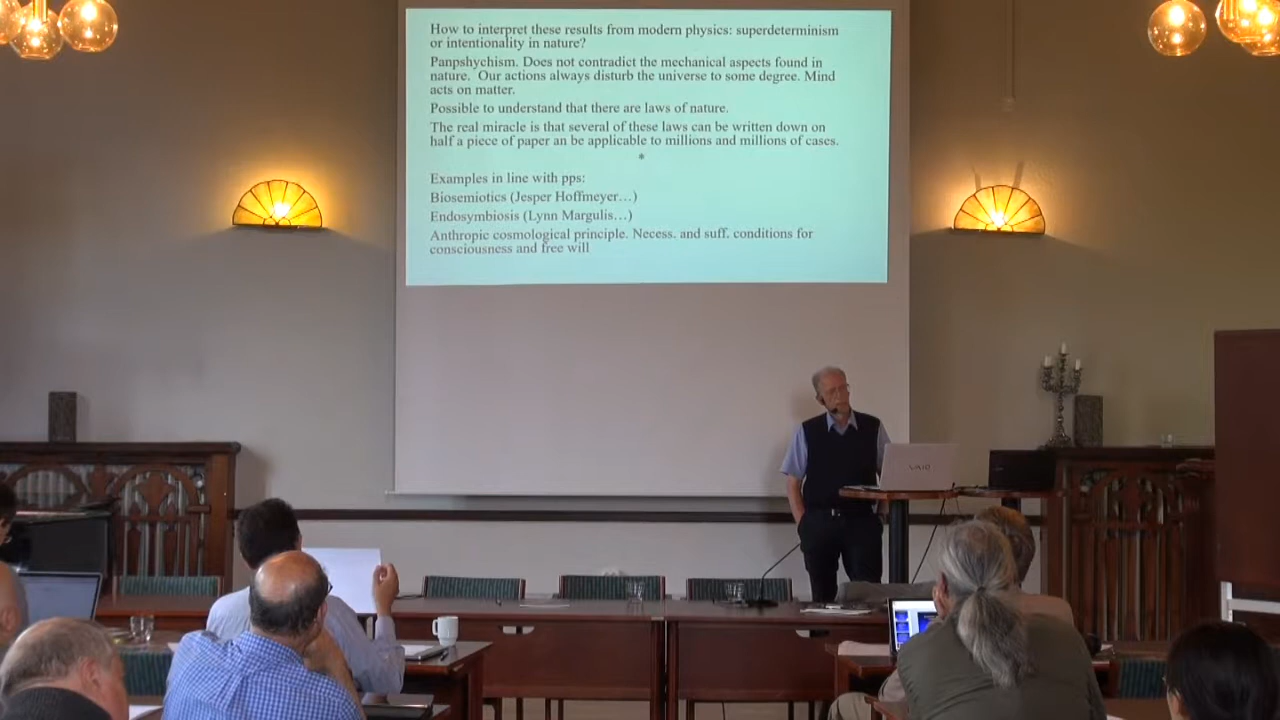 How to interpret these results from modern physics: superdeterminism
or intentionality in nature?
Panpshychism. Does not contradict the mechanical aspects found in
nature. Our actions always disturb the universe to some degree. Mind
acts on matter.
Possible to understand that there are laws of nature.
The real miracle is that several of these laws can be written down on
half a piece of paper an be applicable to millions and millions of cases.
*
Examples in line with pps:
Biosemiotics (Jesper Hoffmeyer…)
Endosymbiosis (Lynn Margulis…)
Anthropic cosmological principle. Necess. and suff. conditions for
consciousness and free will
VAIO